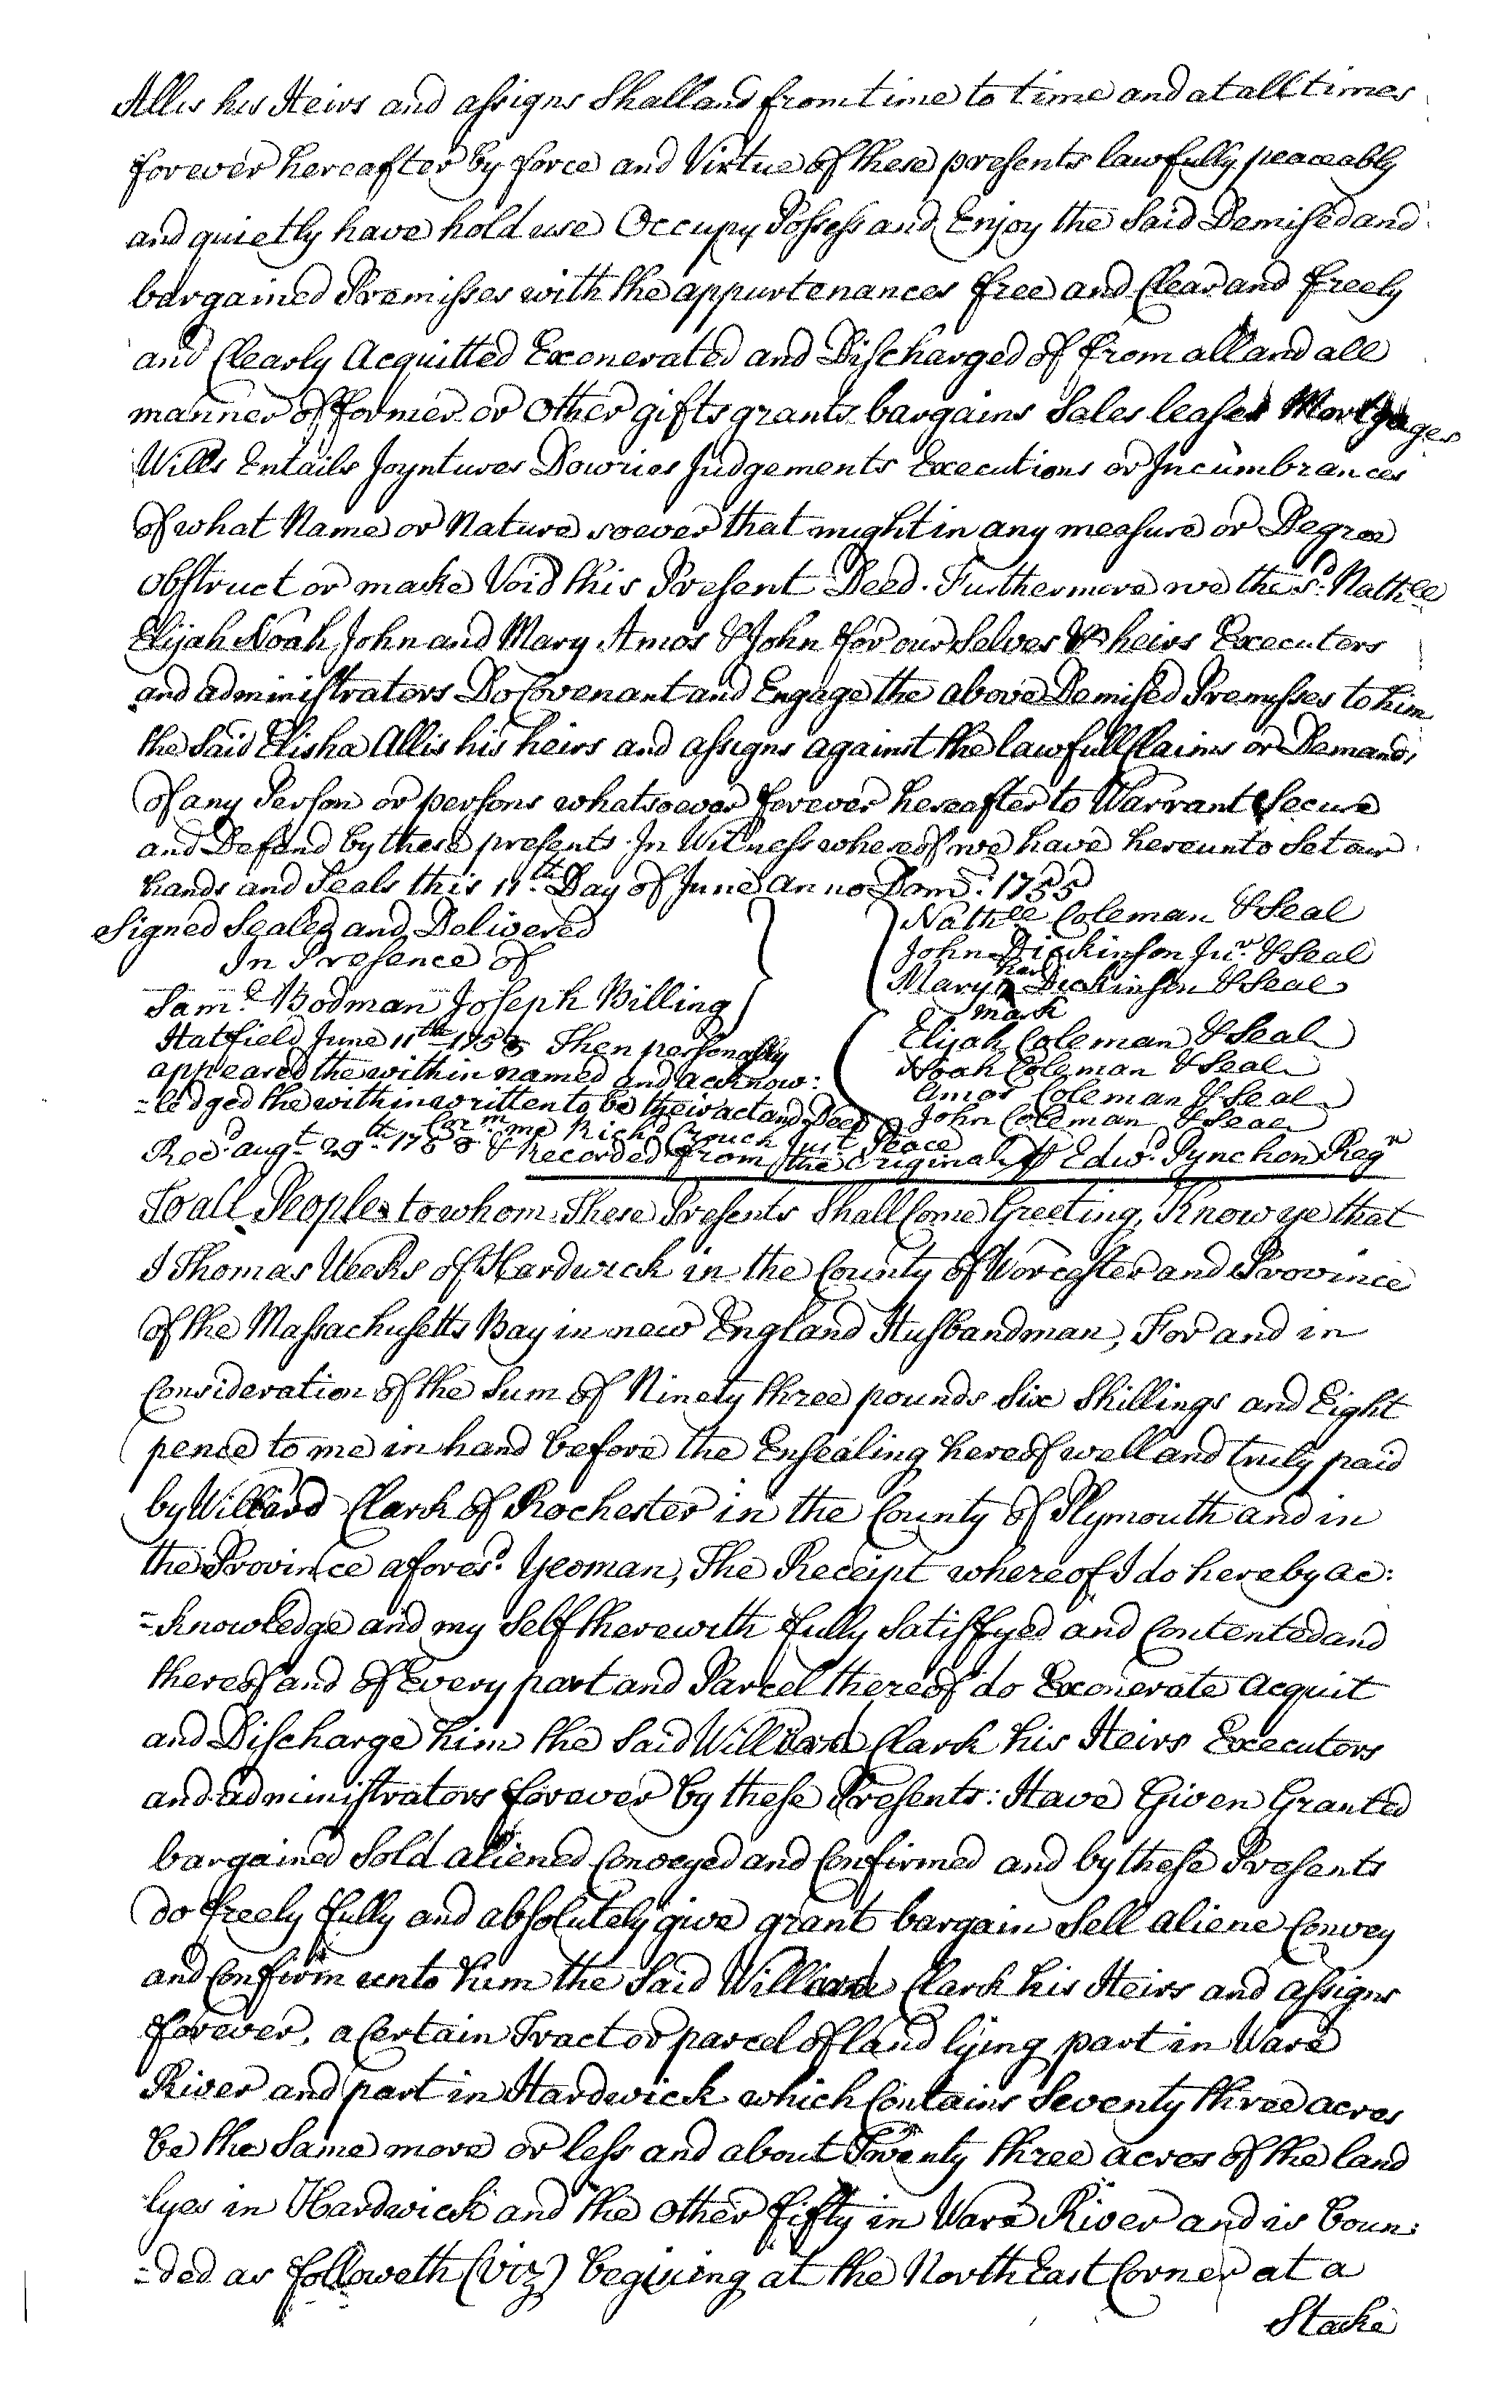 Allis his Heirs and assigns Shall and from time to time and at all times
forever hereafter by force and Virtue of these presents lawfully peaceably
and quietly have hold use Occupy Possess and Enjoy the Said Demised and
bargained Premisses with the appurtenances free and Clear and freely
and Clearly Acquitted Exonerated and Discharged of from all and all
manner of former or Other gifts grants bargains Sales leases Mortgages
Wills Entails Joyntures Dowries Judgements Executions or Incumbrances
of what Name or Nature soever that might in any measure or Degree
obstruct or make Void this Present Deed. Furthermore we the sd. Nathll
Elijah Noah John and Mary Amos & John for our Selves & heirs Executors
and administrators Do Covenant and Engage the above Demised Premisses to him
the Said Elisha Allis his heirs and assigns against the lawfull Claims or Demands
of any Person or persons whatsoever forever hereafter to Warrant Secure
and Defend by these presents. In Witness whereof we have hereunto Set our
hands and Seals this 11th. Day of June anno Domi: 1755
Signed Sealed and Delivered
In Presence of
Saml. Bodman Joseph Billing
Nathll Coleman & Seal
John Dickinson Jur. & Seal
Mary her mark Dickinson & Seal
Elijah Coleman & Seal
Noah Coleman & Seal
Amos Coleman & Seal
John Coleman & Seal
Hatfield June 11th 1755 Then personally
appeared the within named and acknow:
=ledged the within written to be their act and Deed
Corm me Richd Crouch Just Peace
Recd. augt. 29th. 1755 & Recorded from the Original p Edwd. Pynchon Regr
To all People to whom These Presents Shall Come Greeting, Know ye that
I Thomas Weeks of Hardwick in the County of Worcester and Province
of the Massachusetts Bay in new England Husbandman, For and in
Consideration of the Sum of Ninety three pounds Six Shillings and Eight
pence to me in hand before the Ensealing hereof well and truly paid
by Willard Clark of Rochester in the County of Plymouth and in
the Province aforesd. Yeoman, The Receipt whereof I do hereby ac:
=knowledge and my Self therewith fully Satisfyed and Contented and
thereof and of Every part and Parcel thereof do Exonerate Acquit
and Discharge him the Said Willard Clark his Heirs Executors
and administrators forever by these Presents: Have Given Granted
bargained Sold aliened Conveyed and Confirmed and by these Presents
do freely fully and absolutely give grant bargain Sell aliene Convey
and Confirm unto him the Said Willard Clark his Heirs and assigns
forever, a Certain Tract or parcel of land lying part in Ware
River and part in Hardwick which Contains Seventy three acres
be the Same more or less and about Twenty three acres of the land
lyes in Hardwick and the other fifty in Ware River and is boun:
=ded as followeth (Viz) begining at the North East Corner at a
Stake